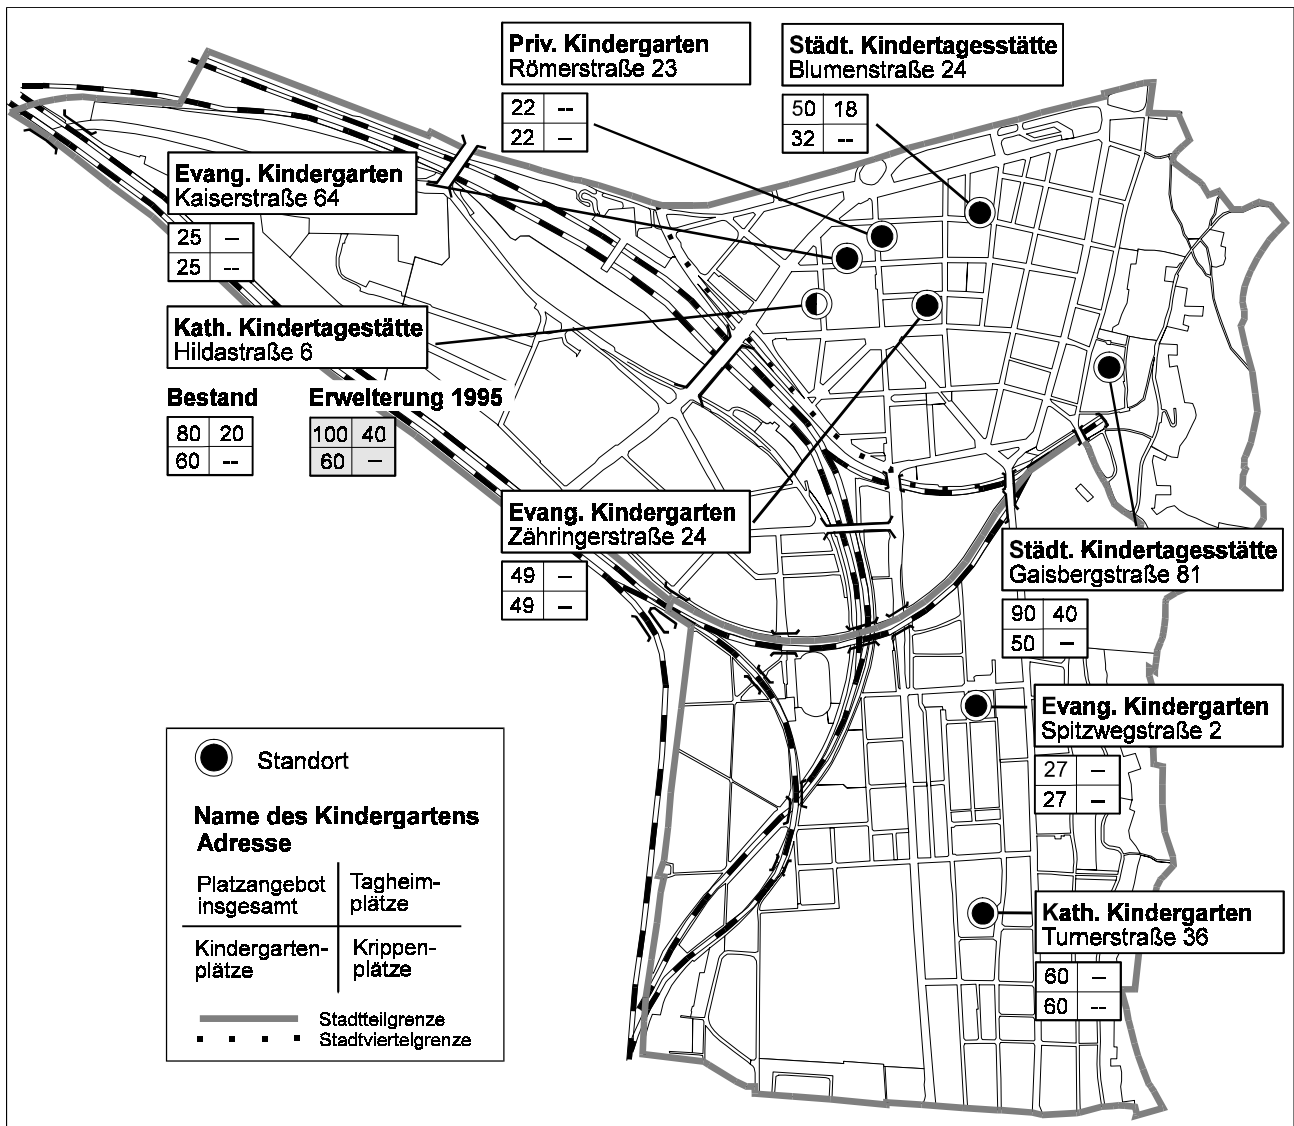 Priv. Kindergarten
Römerstraße 23
22 --
22 –
Städt. Kindertagesstätte
Blumenstraße 24
50 18
32 --
Evang. Kindergarten
Kaiserstraße 64
25 –
25 --
Kath. Kindertagestätte
Hildastraße 6
Bestand
80 20
60 --
Erwelterung 1995
100 40
60 –
Evang. Kindergarten
Zähringerstraße 24
49 –
49 –
Städt. Kindertagesstätte
Gaisbergstraße 81
90 40
50 –
Evang. Kindergarten
Spitzwegstraße 2
27 –
27 –
Kath. Kindergarten
Turnerstraße 36
60 –
60 --
Standort
Name des Kindergartens
Adresse
Platzangebot
insgesamt
Tagheim-
plätze
Kindergarten-
plätze
Krippen-
plätze
Stadtteilgrenze
Stadtviertelgrenze